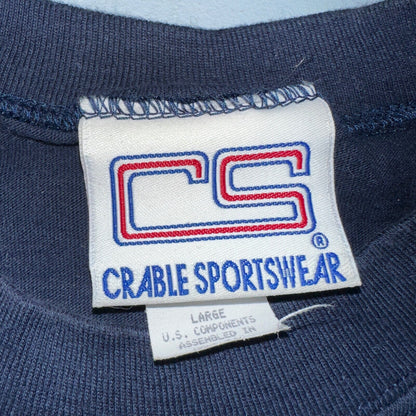 CS
®
CRABLE SPORTSWEAR
LARGE
U.S. COMPONENTS
ASSEMBLED IN